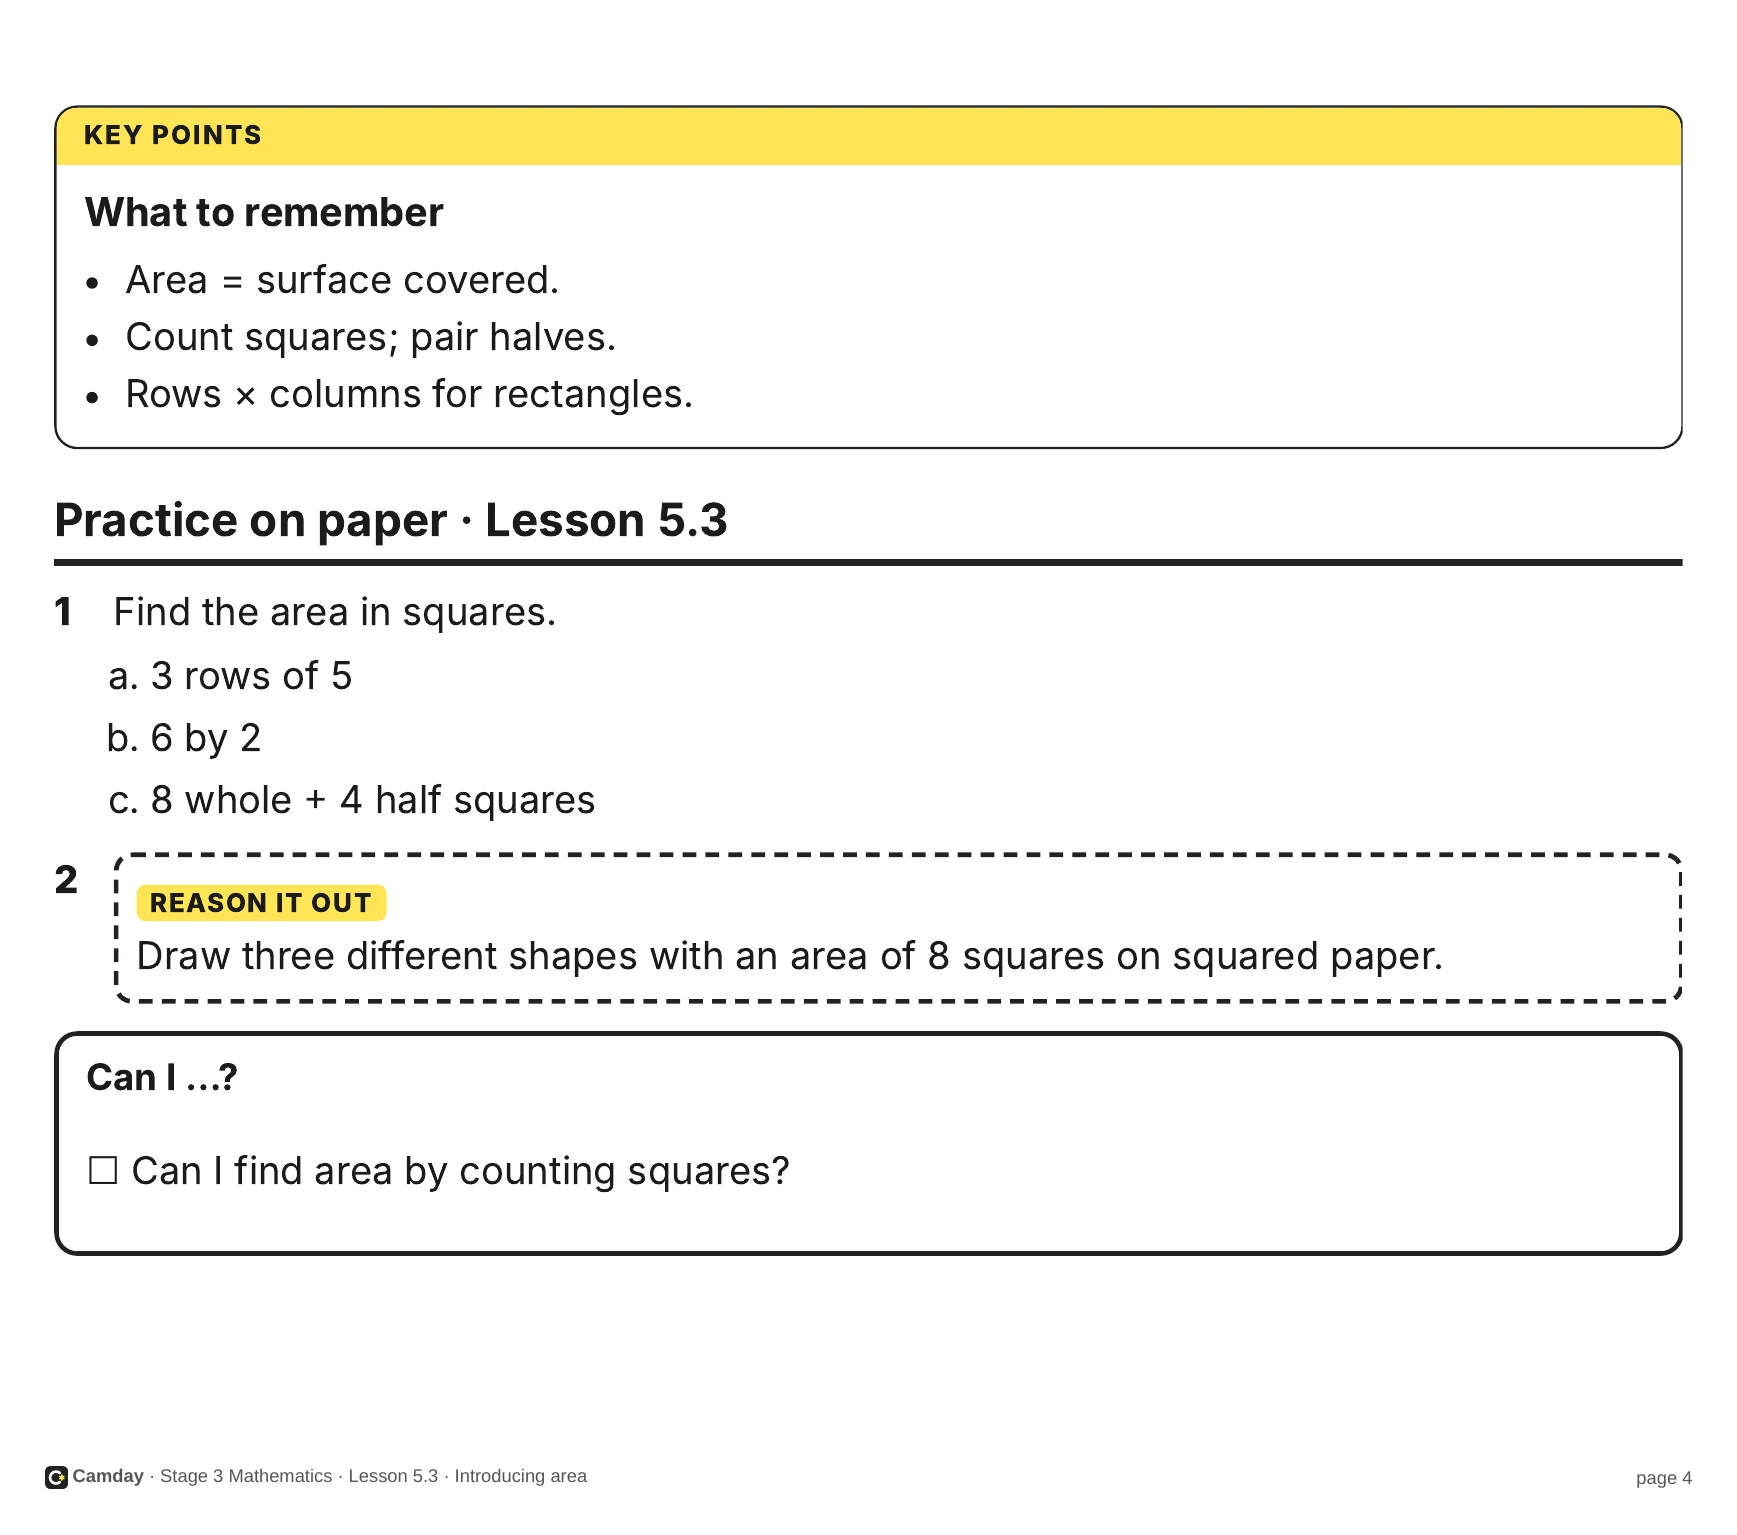 KEY POINTS
What to remember
• Area = surface covered.
• Count squares; pair halves.
• Rows × columns for rectangles.
Practice on paper · Lesson 5.3
1 Find the area in squares.
a. 3 rows of 5
b. 6 by 2
c. 8 whole + 4 half squares
2
REASON IT OUT
Draw three different shapes with an area of 8 squares on squared paper.
Can I …?
☐ Can I find area by counting squares?
Camday · Stage 3 Mathematics · Lesson 5.3 · Introducing area
page 4